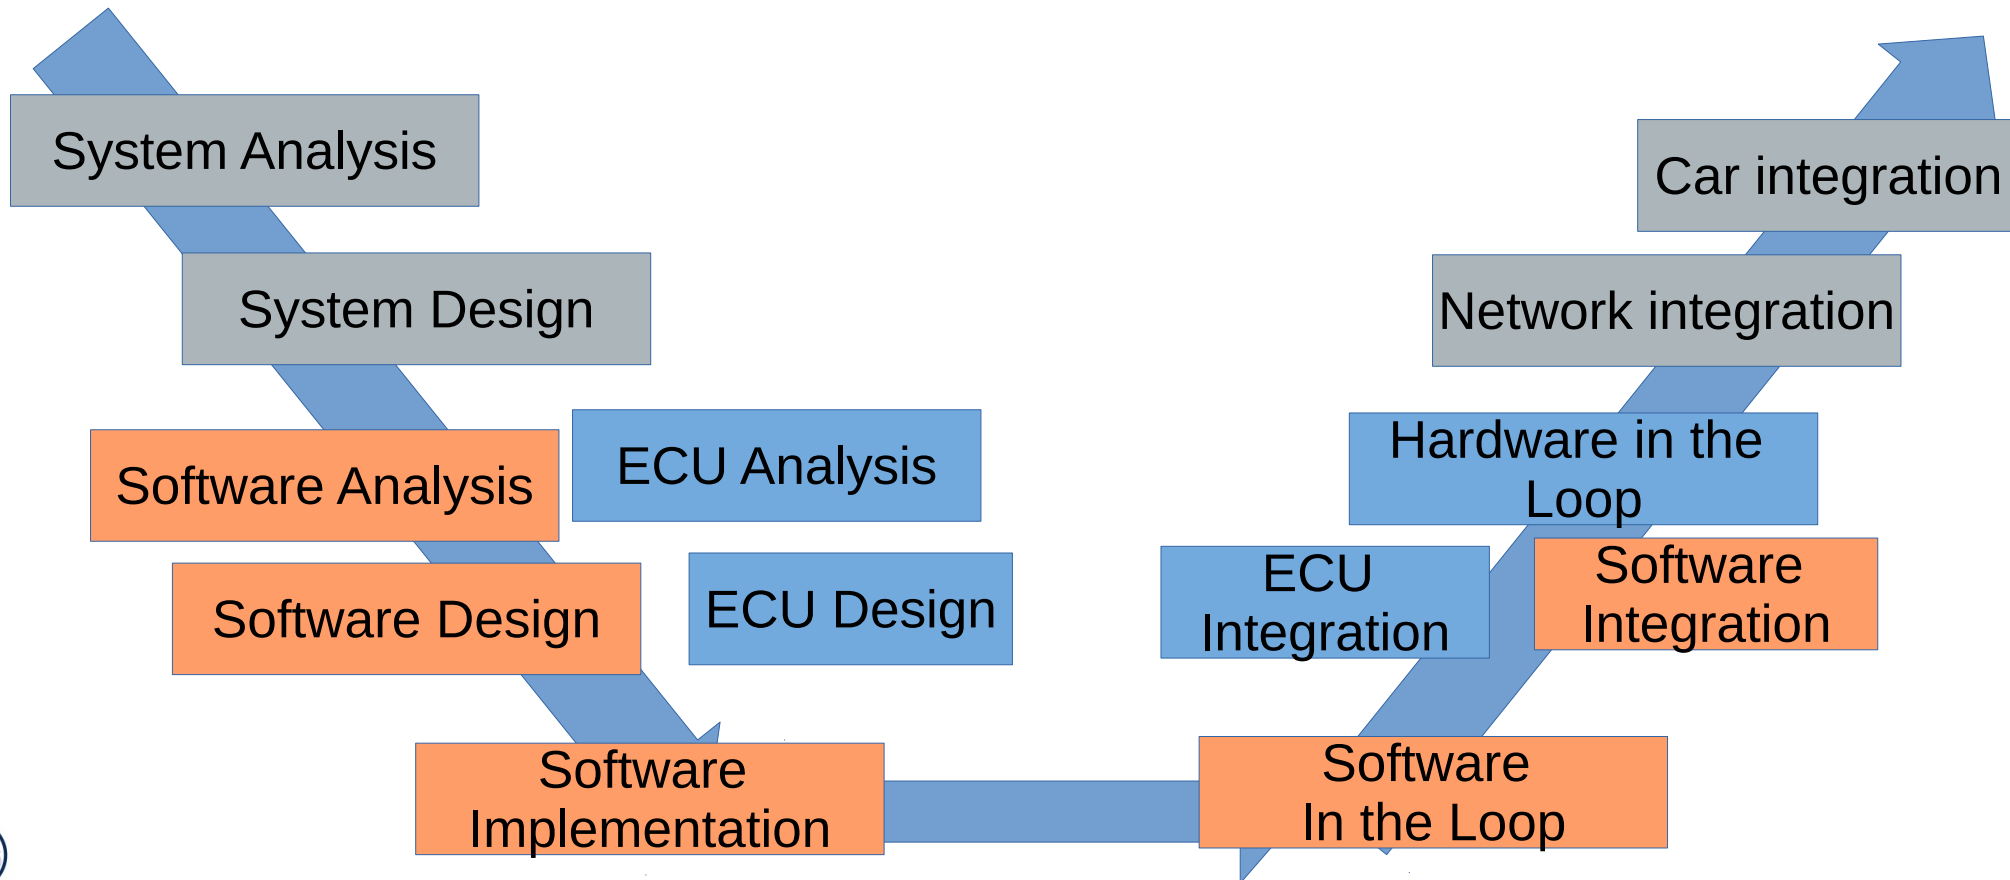 System Analysis
Car integration
System Design
Network integration
Software Analysis
ECU Analysis
Hardware in the
Loop
Software Design
ECU Design
ECU
Integration
Software
Integration
Software
Implementation
Software
In the Loop